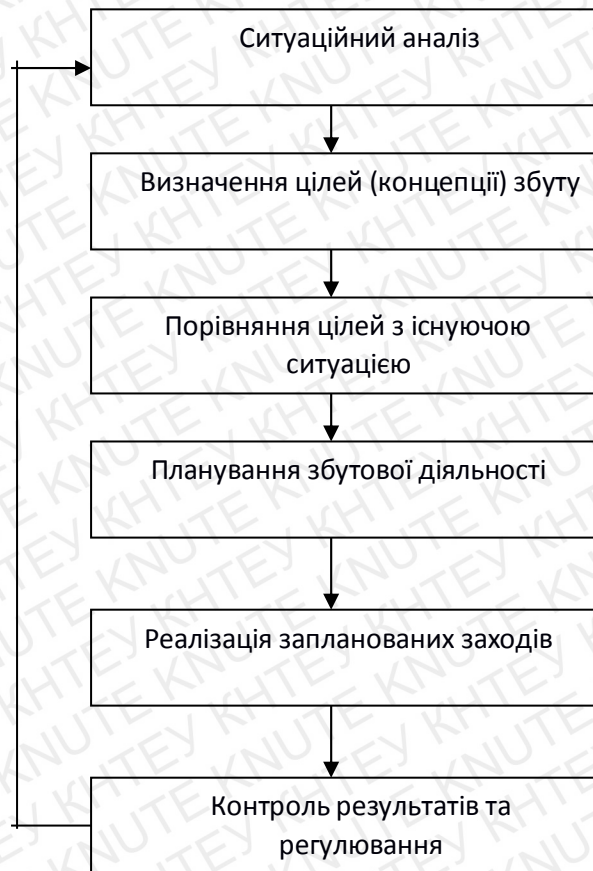 Ситуаційний аналіз
Визначення цілей (концепції) збуту
Порівняння цілей з існуючою
ситуацією
Планування збутової діяльності
Реалізація запланованих заходів
Контроль результатів та
регулювання